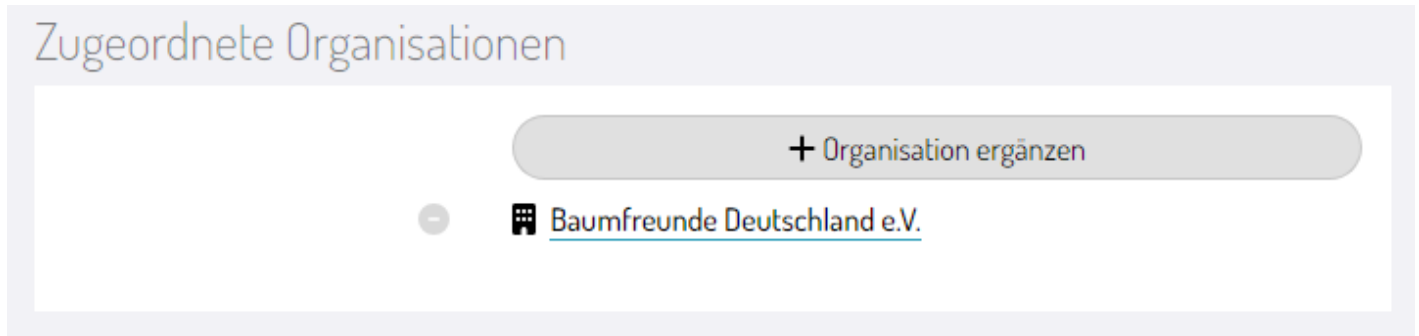 Zugeordnete Organisationen
+ Organisation ergänzen
Baumfreunde Deutschland e.V.